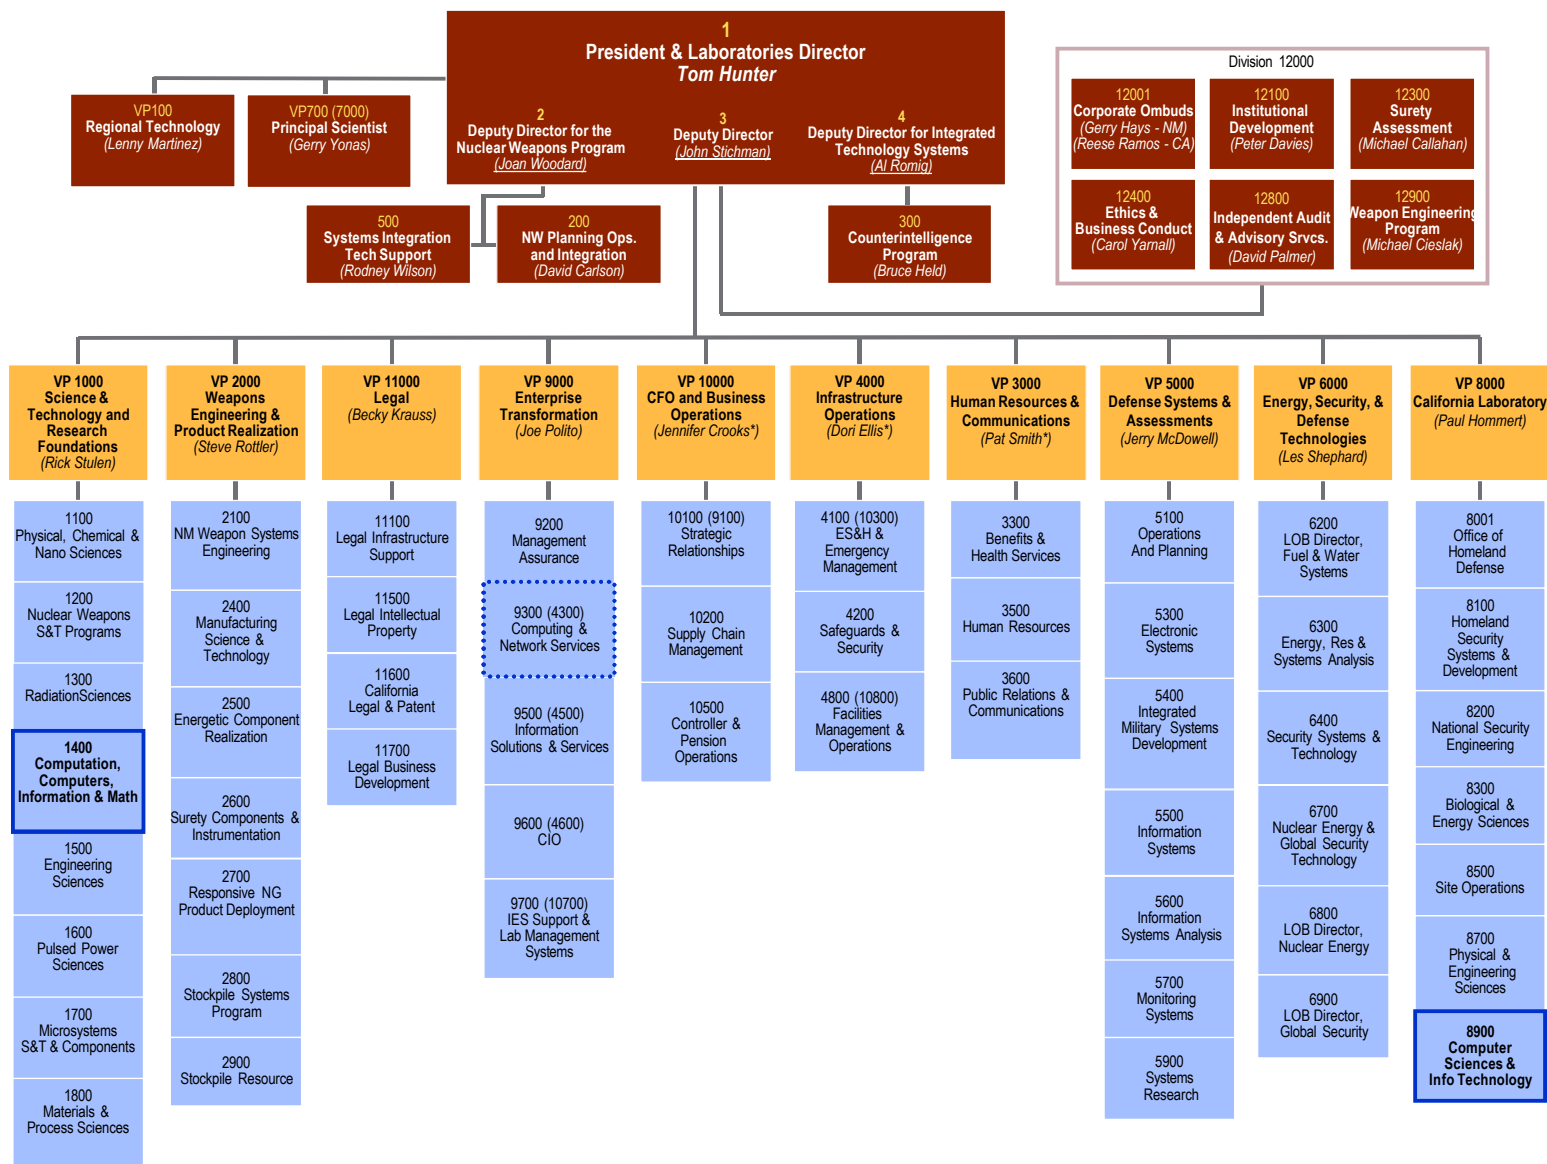 1
President & Laboratories Director
Tom Hunter
2
Deputy Director for the
Nuclear Weapons Program
(Joan Woodard)
3
Deputy Director
(John Stichman)
4
Deputy Director for Integrated
Technology Systems
(Al Romig)
VP100
Regional Technology
(Lenny Martinez)
VP700 (7000)
Principal Scientist
(Gerry Yonas)
500
Systems Integration
Tech Support
(Rodney Wilson)
200
NW Planning Ops.
and Integration
(David Carlson)
300
Counterintelligence
Program
(Bruce Held)
Division 12000
12001
Corporate Ombuds
(Gerry Hays - NM)
(Reese Ramos - CA)
12100
Institutional
Development
(Peter Davies)
12300
Surety
Assessment
(Michael Callahan)
12400
Ethics &
Business Conduct
(Carol Yarnall)
12800
Independent Audit
& Advisory Srvcs.
(David Palmer)
12900
Weapon Engineering
Program
(Michael Cieslak)
VP 1000
Science &
Technology and
Research
Foundations
(Rick Stulen)
1100
Physical, Chemical &
Nano Sciences
1200
Nuclear Weapons
S&T Programs
1300
RadiationSciences
1400
Computation,
Computers,
Information & Math
1500
Engineering
Sciences
1600
Pulsed Power
Sciences
1700
Microsystems
S&T & Components
1800
Materials &
Process Sciences
VP 2000
Weapons
Engineering &
Product Realization
(Steve Rottler)
2100
NM Weapon Systems
Engineering
2400
Manufacturing
Science &
Technology
2500
Energetic Component
Realization
2600
Surety Components &
Instrumentation
2700
Responsive NG
Product Deployment
2800
Stockpile Systems
Program
2900
Stockpile Resource
VP 11000
Legal
(Becky Krauss)
11100
Legal Infrastructure
Support
11500
Legal Intellectual
Property
11600
California
Legal & Patent
11700
Legal Business
Development
VP 9000
Enterprise
Transformation
(Joe Polito)
9200
Management
Assurance
9300 (4300)
Computing &
Network Services
9500 (4500)
Information
Solutions & Services
9600 (4600)
CIO
9700 (10700)
IES Support &
Lab Management
Systems
VP 10000
CFO and Business
Operations
(Jennifer Crooks*)
10100 (9100)
Strategic
Relationships
10200
Supply Chain
Management
10500
Controller &
Pension
Operations
VP 4000
Infrastructure
Operations
(Dori Ellis*)
4100 (10300)
ES&H &
Emergency
Management
4200
Safeguards &
Security
4800 (10800)
Facilities
Management &
Operations
VP 3000
Human Resources &
Communications
(Pat Smith*)
3300
Benefits &
Health Services
3500
Human Resources
3600
Public Relations &
Communications
VP 5000
Defense Systems &
Assessments
(Jerry McDowell)
5100
Operations
And Planning
5300
Electronic
Systems
5400
Integrated
Military Systems
Development
5500
Information
Systems
5600
Information
Systems Analysis
5700
Monitoring
Systems
5900
Systems
Research
VP 6000
Energy, Security, &
Defense
Technologies
(Les Shephard)
6200
LOB Director,
Fuel & Water
Systems
6300
Energy, Res &
Systems Analysis
6400
Security Systems &
Technology
6700
Nuclear Energy &
Global Security
Technology
6800
LOB Director,
Nuclear Energy
6900
LOB Director,
Global Security
VP 8000
California Laboratory
(Paul Hommert)
8001
Office of
Homeland
Defense
8100
Homeland
Security
Systems &
Development
8200
National Security
Engineering
8300
Biological &
Energy Sciences
8500
Site Operations
8700
Physical &
Engineering
Sciences
8900
Computer
Sciences &
Info Technology